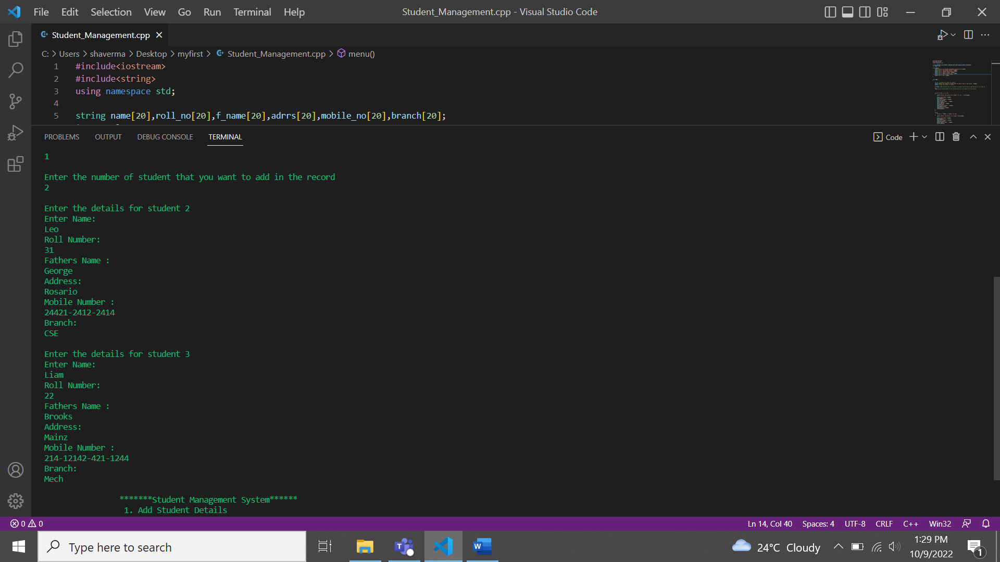 File Edit Selection View Go Run Terminal Help Student_Management.cpp - Visual Studio Code
Student_Management.cpp
C: > Users > shaverma > Desktop > myfirst > Student_Management.cpp > menu()
1 #include<iostream>
2 #include<string>
3 using namespace std;
4
5 string name[20],roll_no[20],f_name[20],adrrs[20],mobile_no[20],branch[20];
PROBLEMS OUTPUT DEBUG CONSOLE TERMINAL Code
1
Enter the number of student that you want to add in the record
2
Enter the details for student 2
Enter Name:
Leo
Roll Number:
31
Fathers Name :
George
Address:
Rosario
Mobile Number :
24421-2412-2414
Branch:
CSE
Enter the details for student 3
Enter Name:
Liam
Roll Number:
22
Fathers Name :
Brooks
Address:
Mainz
Mobile Number :
214-12142-421-1244
Branch:
Mech
*******Student Management System******
1. Add Student Details
0 0 Ln 14, Col 40 Spaces: 4 UTF-8 CRLF C++ Win32
Type here to search
24°C Cloudy
1:29 PM
10/9/2022
1